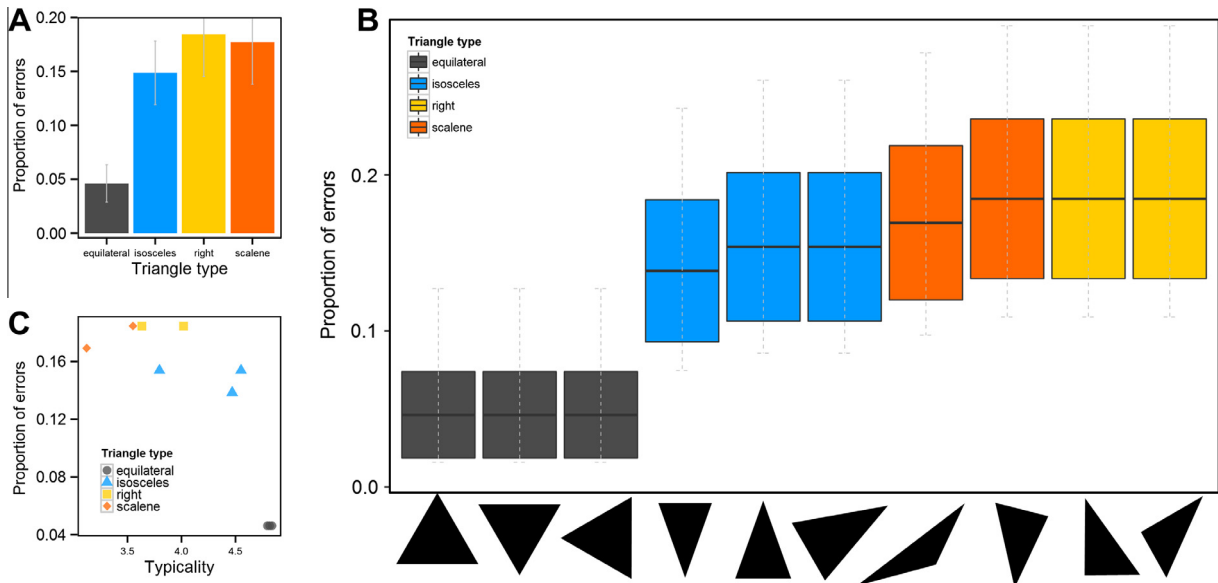 A
Proportion of errors
0.20
0.15
0.10
0.05
0.00
equilateral isosceles right scalene
Triangle type
B
Triangle type
equilateral
isosceles
right
scalene
Proportion of errors
0.2
0.1
0.0
C
Proportion of errors
0.16
0.12
0.08
0.04
Triangle type
equilateral
isosceles
right
scalene
3.5 4.0 4.5
Typicality